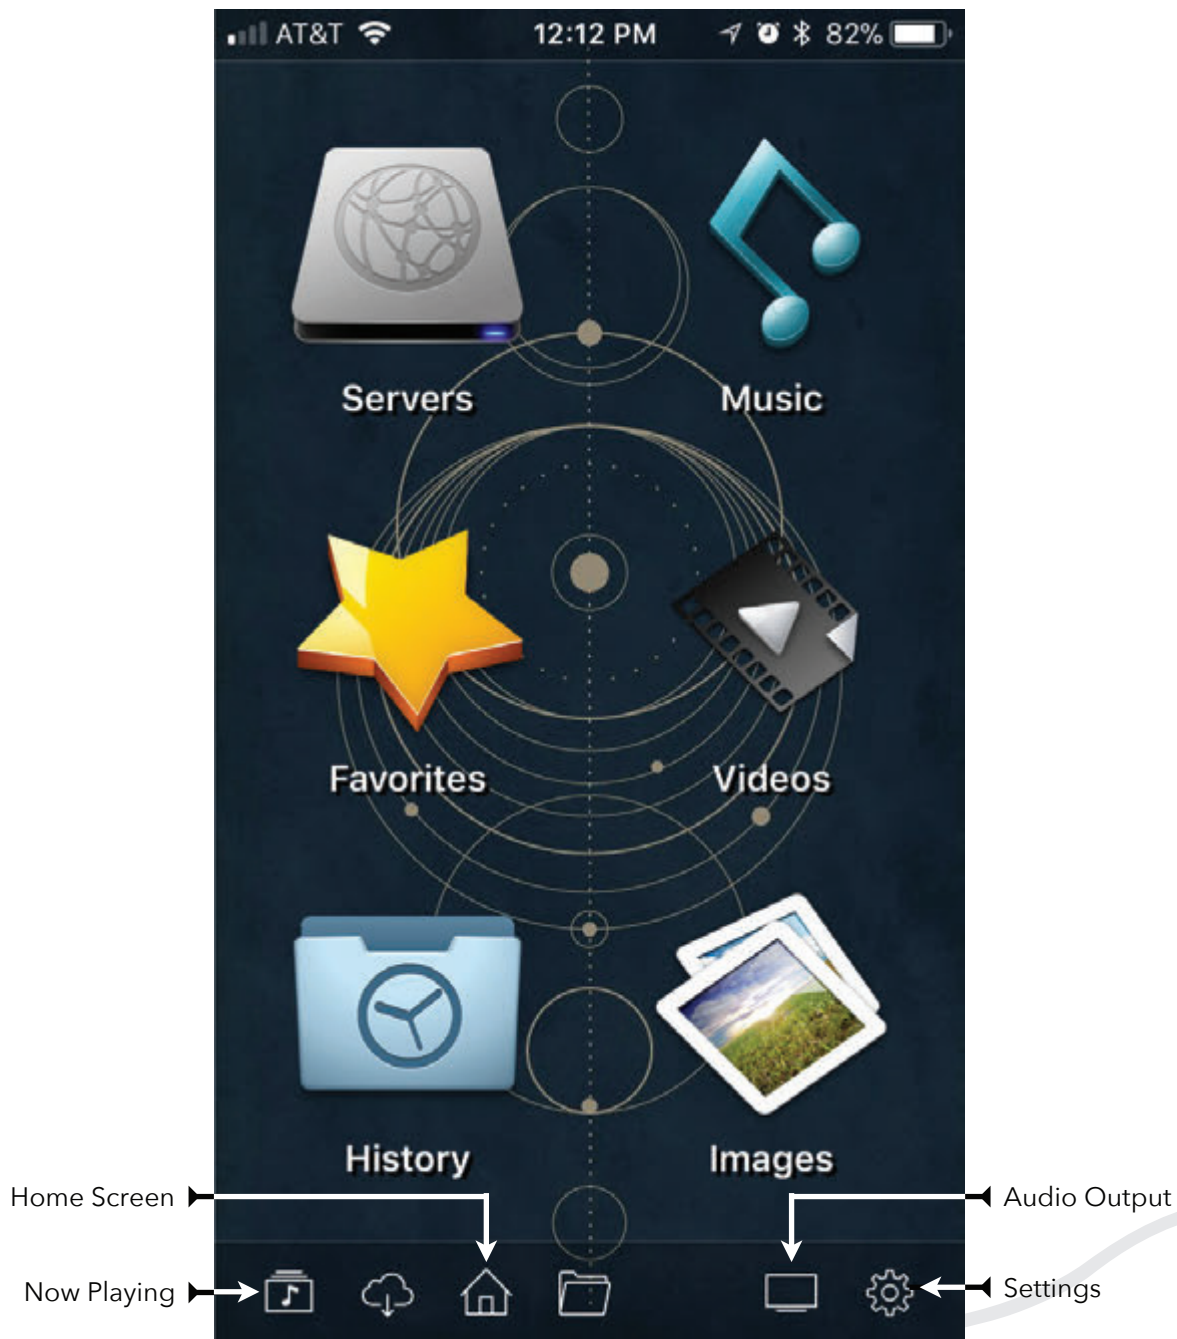 AT&T 12:12 PM 82%
Servers Music
Favorites Videos
History Images
Home Screen Audio Output
Now Playing Settings